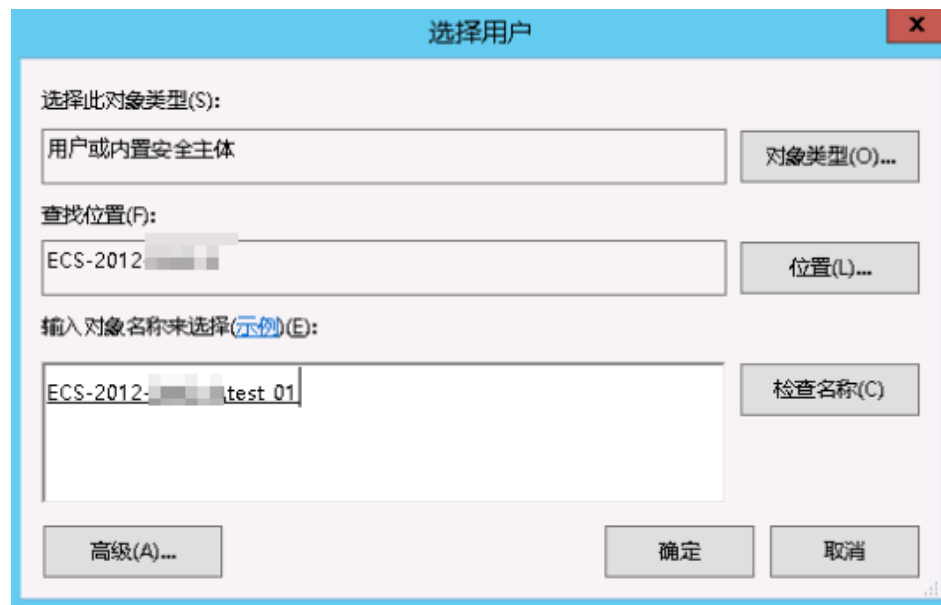 选择用户
选择此对象类型(S):
用户或内置安全主体
对象类型(O)...
查找位置(F):
ECS-2012-
位置(L)...
输入对象名称来选择(示例)(E):
ECS-2012- \test_01
检查名称(C)
高级(A)...
确定
取消